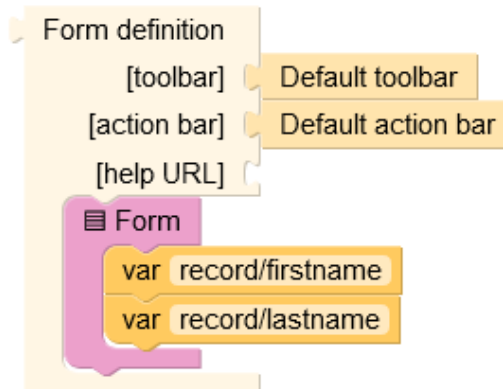 Form definition
[toolbar] Default toolbar
[action bar] Default action bar
[help URL]
Form
var record/firstname
var record/lastname